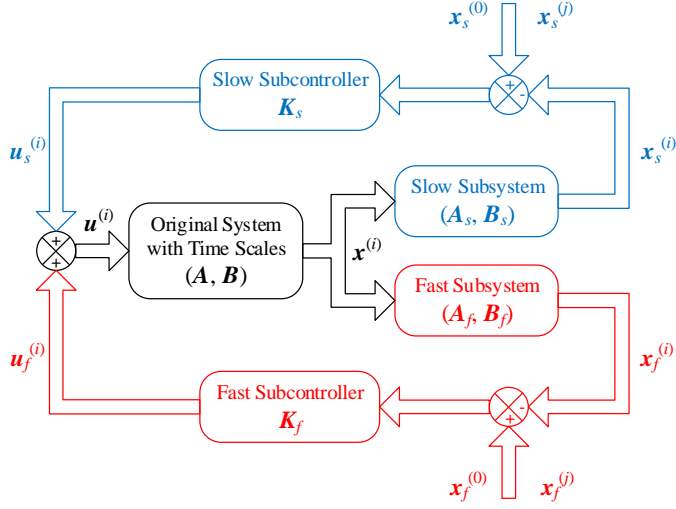 x_s^(0) x_s^(j)
+ -
Slow Subcontroller
K_s
u_s^(i)
x_s^(i)
Slow Subsystem
(A_s, B_s)
u^(i)
+
+
Original System
with Time Scales
(A, B)
x^(i)
Fast Subsystem
(A_f, B_f)
u_f^(i)
x_f^(i)
Fast Subcontroller
K_f
- +
x_f^(0) x_f^(j)